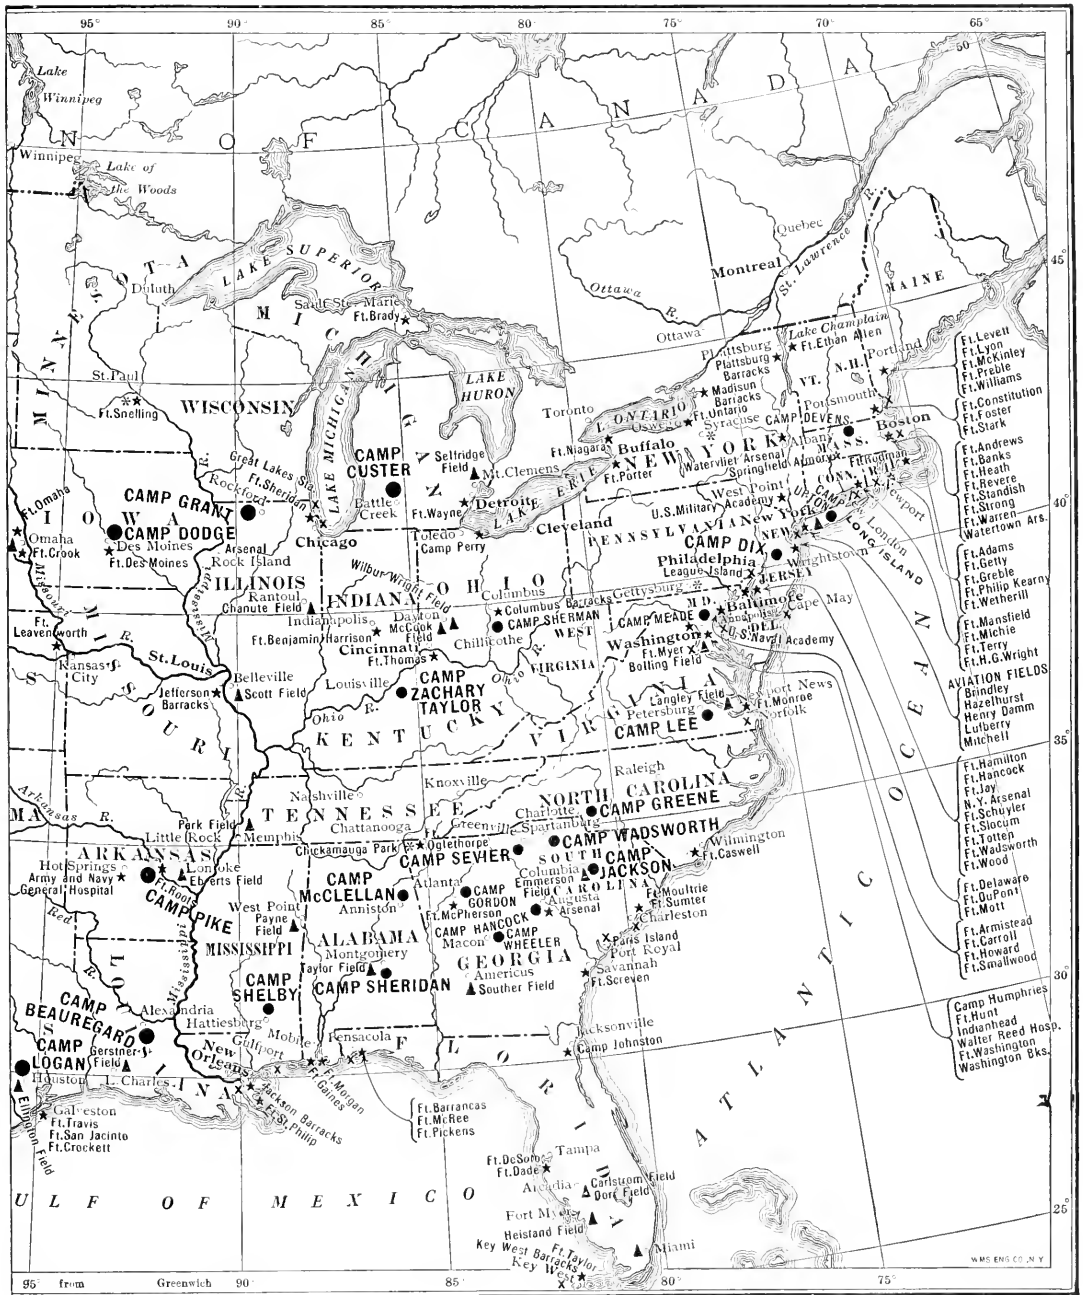 95° 90° 85° 80° 75° 70° 65°
50
Lake
Winnipeg
N OF CANADA
Winnipeg
Lake of
the Woods
Quebec
Montreal
St. Lawrence R.
45°
LAKE SUPERIOR
MINNESOTA
Duluth
Ottawa R.
Ottawa
MAINE
Sault Ste. Marie
Ft.Brady
MICHIGAN
Lake Champlain
Ft.Ethan Allen
Plattsburg
Plattsburg
Barracks
Portland
Madison
Barracks
VT.
N.H.
St.Paul
Ft.Snelling
WISCONSIN
LAKE MICHIGAN
LAKE
HURON
Toronto
L. ONTARIO
Ft.Ontario
Oswego
Syracuse
CAMP DEVENS
Portsmouth
Boston
Ft.Levett
Ft.Lyon
Ft.McKinley
Ft.Preble
Ft.Williams
Ft.Constitution
Ft.Foster
Ft.Stark
CAMP
CUSTER
Selfridge
Field
Mt.Clemens
Ft.Niagara
Buffalo
Ft.Porter
NEW YORK
Albany
MASS.
Watervliet Arsenal
Springfield Armory
Ft.Rodman
CONN.
R.I.
Newport
Ft.Andrews
Ft.Banks
Ft.Heath
Ft.Revere
Ft.Standish
Ft.Strong
Ft.Warren
Watertown Ars.
Great Lakes Sta.
Ft.Sheridan
Rockford
CAMP GRANT
Battle
Creek
Ft.Wayne
Detroit
LAKE ERIE
Cleveland
West Point
U.S.Military
Academy
CAMP
UPTON
New York
N. London
LONG ISLAND
40°
Ft.Omaha
IOWA
CAMP DODGE
Des Moines
Ft.Des Moines
Omaha
Ft.Crook
Arsenal
Rock Island
Chicago
Toledo
Camp Perry
PENNSYLVANIA
CAMP DIX
NEW
JERSEY
Wrightstown
Philadelphia
League Island
Ft.Adams
Ft.Getty
Ft.Greble
Ft.Philip Kearny
Ft.Wetherill
Ft.Mansfield
Ft.Michie
Ft.Terry
Ft.H.G.Wright
ILLINOIS
Rantoul
Chanute Field
INDIANA
OHIO
Wilbur Wright Field
Columbus
Columbus Barracks
CAMP SHERMAN
Chillicothe
Indianapolis
Ft.Benjamin Harrison
Dayton
McCook
Field
Cincinnati
Ft.Thomas
Gettysburg
MD.
CAMP MEADE
Baltimore
Annapolis
DEL.
U.S.Naval Academy
Cape May
Washington
Ft.Myer
Bolling Field
WEST
VIRGINIA
Missouri R.
Mississippi
Ft.
Leavenworth
Kansas
City
MISSOURI
St.Louis
Jefferson
Barracks
Belleville
Scott Field
Louisville
CAMP
ZACHARY
TAYLOR
Ohio R.
Ohio R.
KENTUCKY
VIRGINIA
Langley Field
Newport News
Ft.Monroe
Petersburg
Norfolk
CAMP LEE
AVIATION FIELDS
Brindley
Hazelhurst
Henry Damm
Lufberry
Mitchell
35°
Nashville
TENNESSEE
Knoxville
Raleigh
NORTH CAROLINA
Charlotte
CAMP GREENE
Ft.Hamilton
Ft.Hancock
Ft.Jay
N.Y. Arsenal
Ft.Schuyler
Ft.Slocum
Ft.Totten
Ft.Wadsworth
Ft.Wood
Arkansas R.
MA
Park Field
Memphis
Little Rock
ARKANSAS
Chattanooga
Chickamauga Park
Ft.
Oglethorpe
Greenville
Spartanburg
CAMP WADSWORTH
CAMP SEVIER
SOUTH
CAROLINA
CAMP
JACKSON
Columbia
Emmerson
Field
Wilmington
Ft.Caswell
Hot Springs
Army and Navy
General Hospital
Lonoke
Eberts Field
Ft.Roots
CAMP PIKE
CAMP
McCLELLAN
Anniston
Atlanta
CAMP
GORDON
Ft.McPherson
Augusta
Arsenal
CAMP HANCOCK
Macon
CAMP
WHEELER
Ft.Moultrie
Ft.Sumter
Charleston
Paris Island
Port Royal
Ft.Delaware
Ft.DuPont
Ft.Mott
Ft.Armistead
Ft.Carroll
Ft.Howard
Ft.Smallwood
Red R.
West Point
Payne
Field
MISSISSIPPI
ALABAMA
Montgomery
Taylor Field
CAMP SHERIDAN
GEORGIA
Americus
Souther Field
Savannah
Ft.Screven
30°
Mississippi R.
LOUISIANA
CAMP
BEAUREGARD
Alexandria
CAMP
SHELBY
Hattiesberg
Mobile
Pensacola
FLORIDA
Jacksonville
Camp Johnston
Camp Humphries
Ft.Hunt
Indianhead
Walter Reed Hosp.
Ft.Washington
Washington Bks.
CAMP
LOGAN
Houston
Gerstner
Field
L. Charles
New
Orleans
Gulfport
Ft.Morgan
Ft.Gaines
Jackson Barracks
Ft.St.Philip
Ft.Barrancas
Ft.McRee
Ft.Pickens
Ellington Field
Galveston
Ft.Travis
Ft.San Jacinto
Ft.Crockett
ATLANTIC OCEAN
Tampa
Ft.DeSoto
Ft.Dade
Arcadia
Carlstrom Field
Dorr Field
ULF OF MEXICO
Fort Myers
Heistand Field
Miami
Ft.Taylor
Key West Barracks
Key West
25°
WMS ENG CO., N.Y
95° from Greenwich 90° 85° 80° 75°